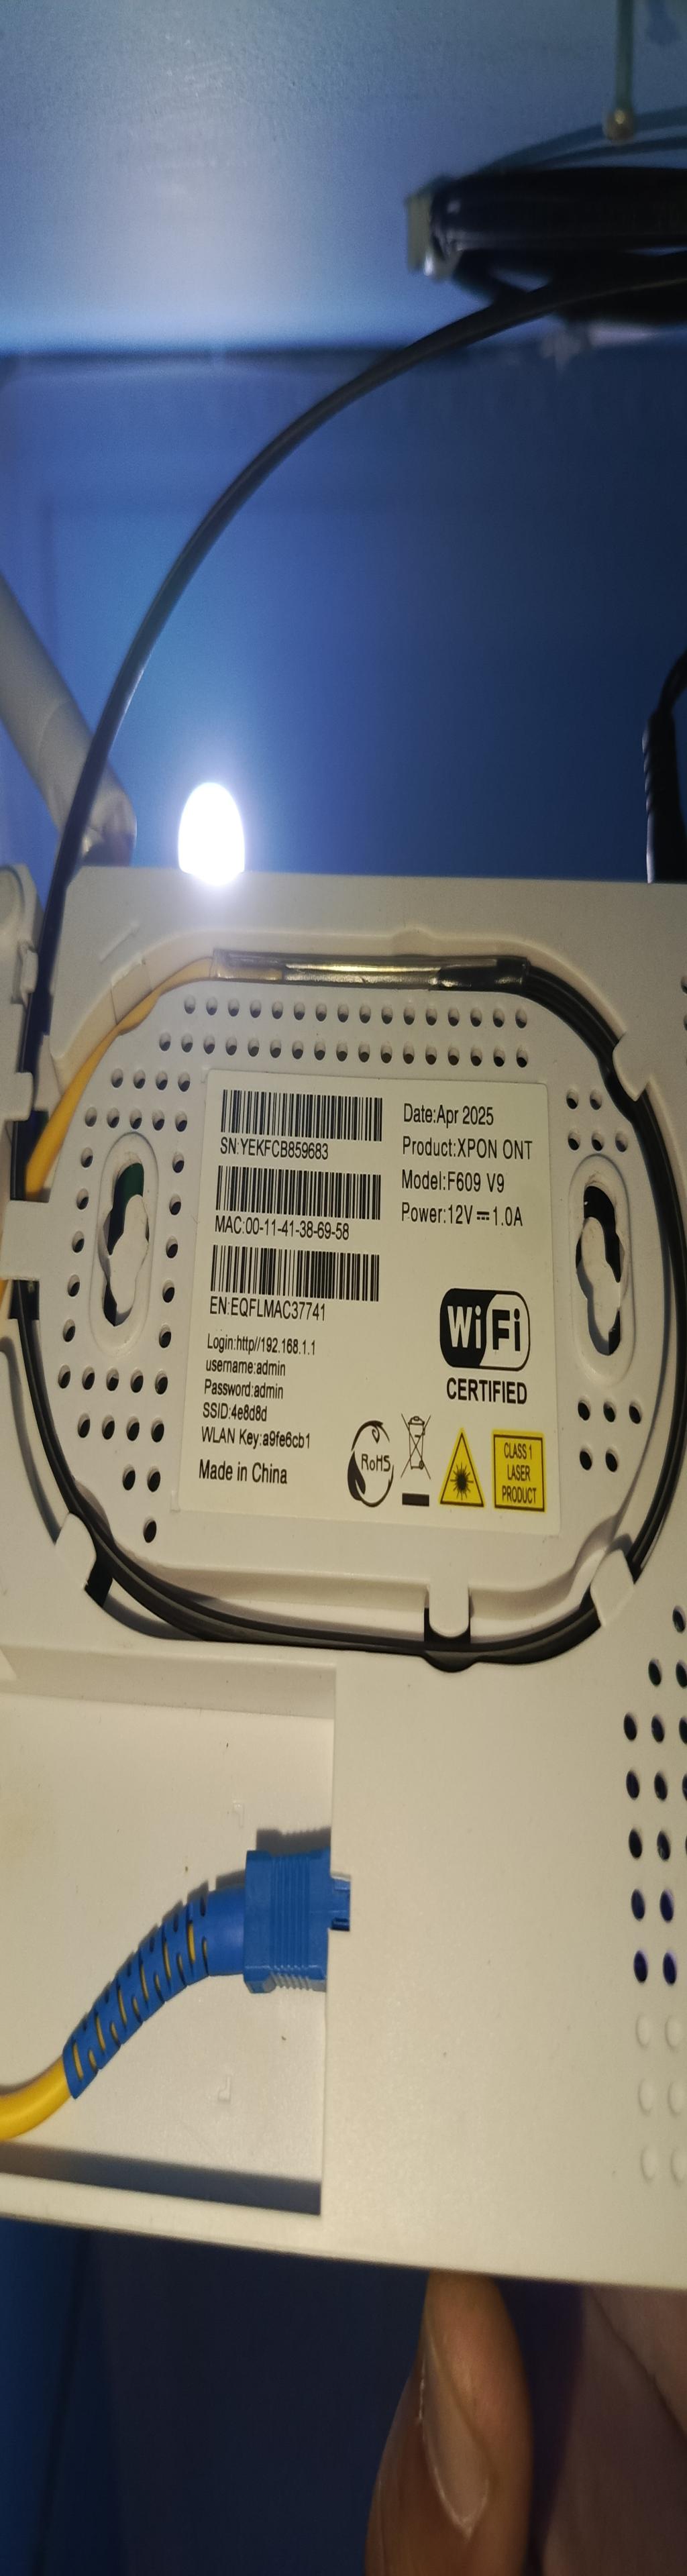 SN:YEKFCB859683
MAC:00-11-41-38-69-58
EN:EQFLMAC37741
Login:http//192.168.1.1
username:admin
Password:admin
SSID:4e8d8d
WLAN Key:a9fe6cb1
Made in China
Date:Apr 2025
Product:XPON ONT
Model:F609 V9
Power:12V⎓1.0A
WiFi
CERTIFIED
RoHS
CLASS 1
LASER
PRODUCT